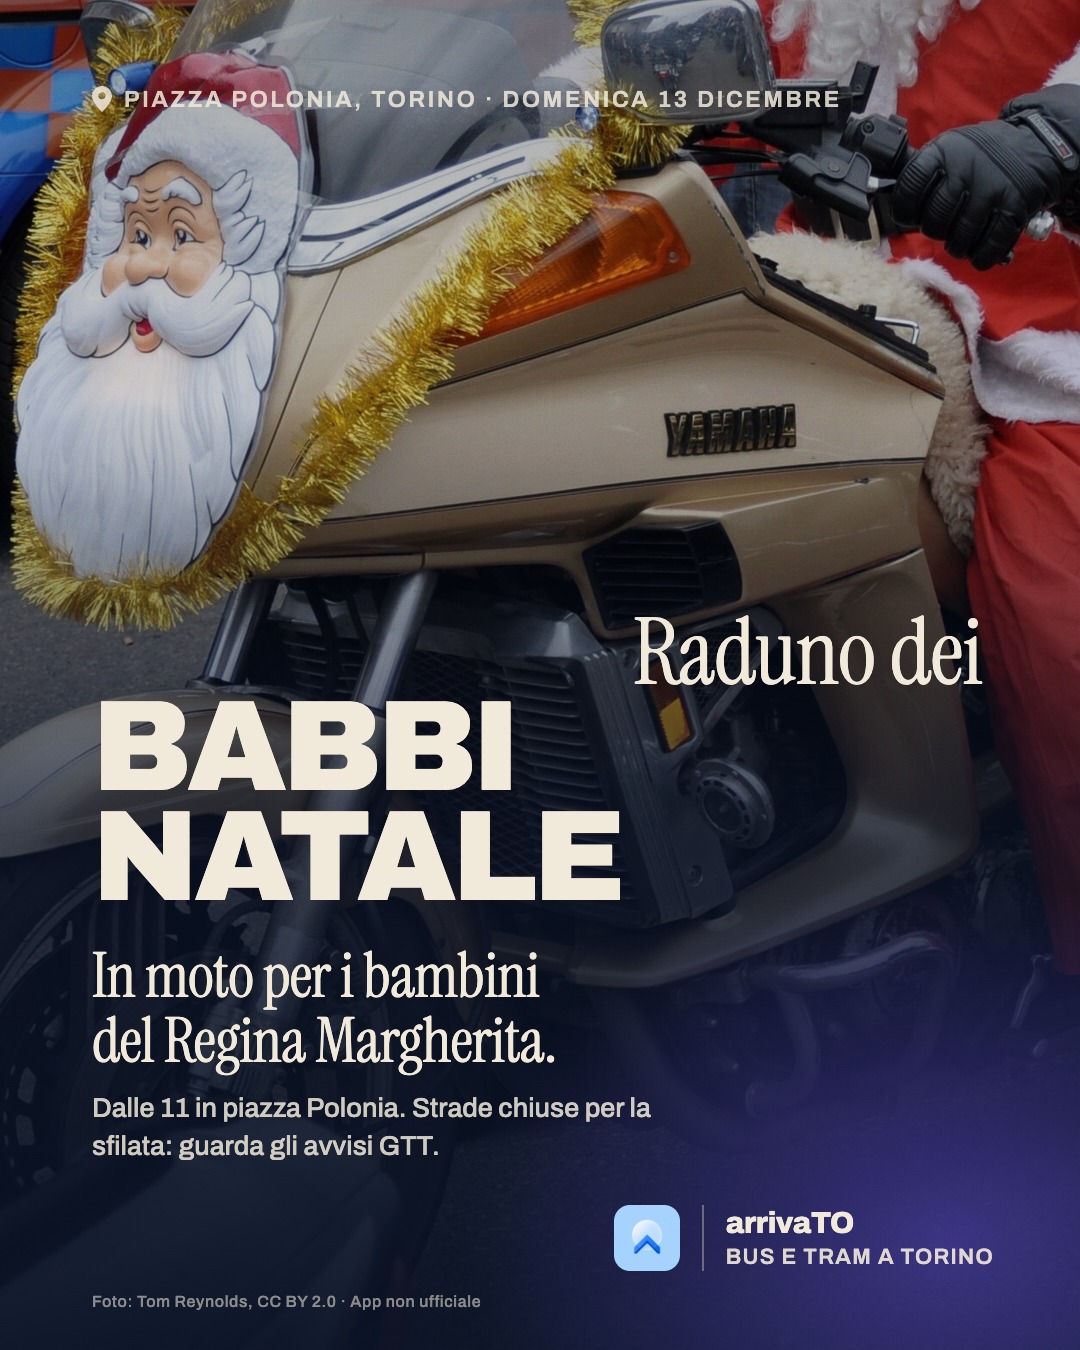 PIAZZA POLONIA, TORINO · DOMENICA 13 DICEMBRE
YAMAHA
Raduno dei
BABBI
NATALE
In moto per i bambini
del Regina Margherita.
Dalle 11 in piazza Polonia. Strade chiuse per la
sfilata: guarda gli avvisi GTT.
arrivaTO
BUS E TRAM A TORINO
Foto: Tom Reynolds, CC BY 2.0 · App non ufficiale